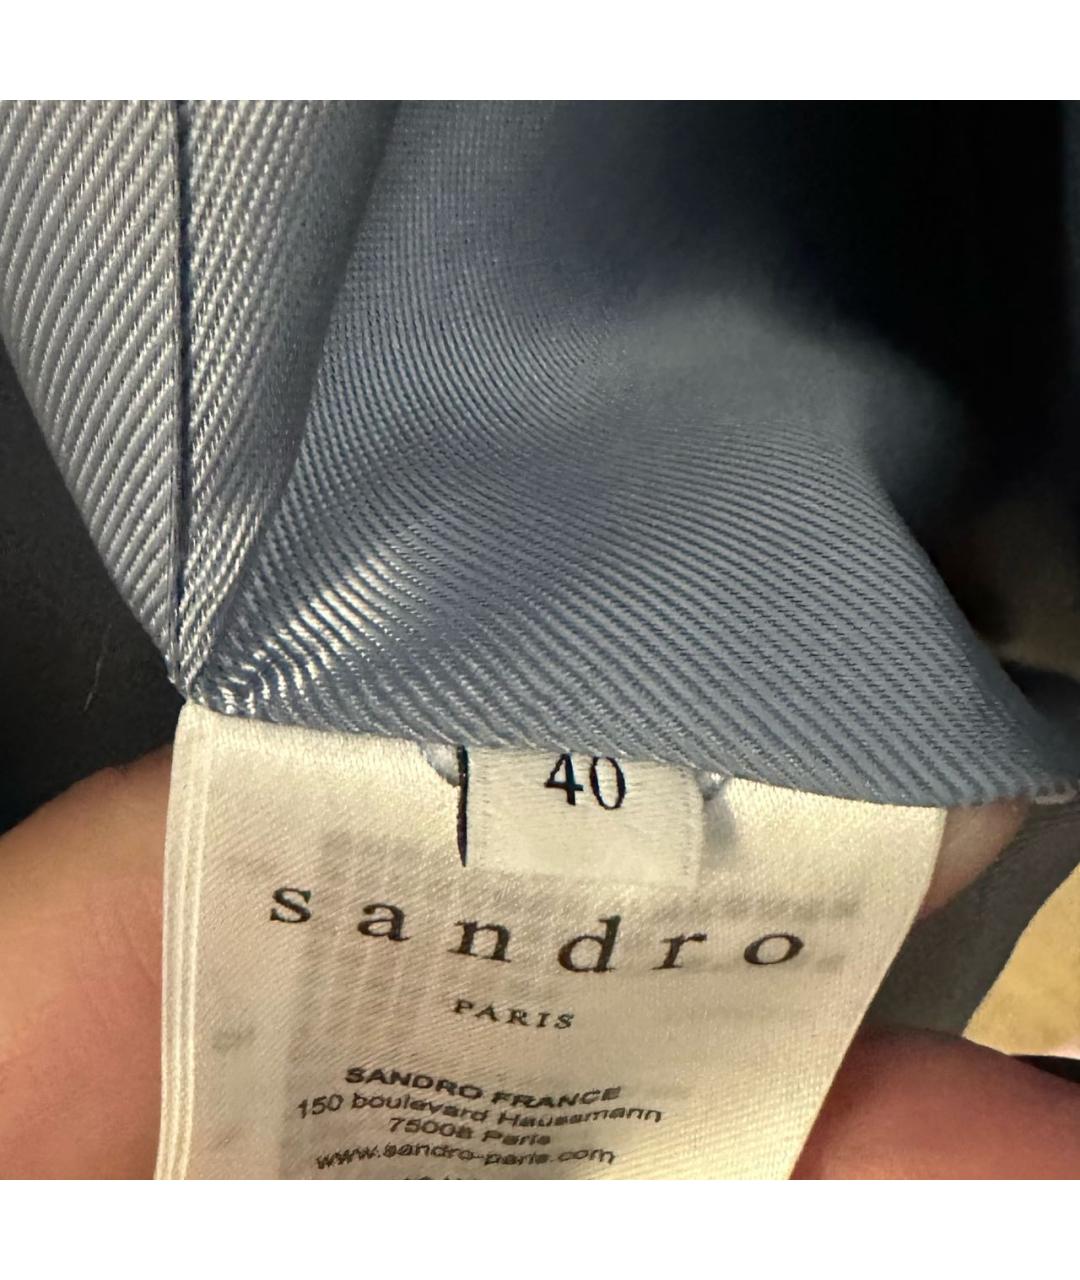 40
sandro
PARIS
SANDRO FRANCE
150 boulevard Haussmann
75008 Paris
www.sandro-paris.com